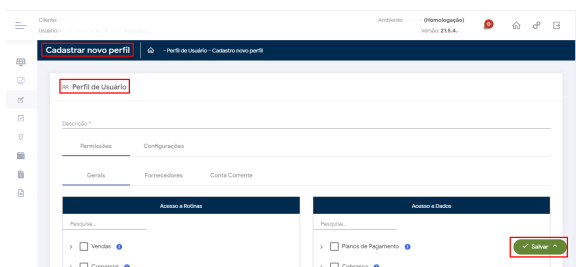 Cliente:
Ambiente: (Homologação)
Usuário:
Versão: 21.5.4.
0
Cadastrar novo perfil - Perfil de Usuário - Cadastro novo perfil
Perfil de Usuário
Descrição *
Permissões Configurações
Gerais Fornecedores Conta Corrente
Acesso a Rotinas Acesso a Dados
Pesquise... Pesquise...
> Vendas > Planos de Pagamento
Salvar
> Comercial > Cobrança